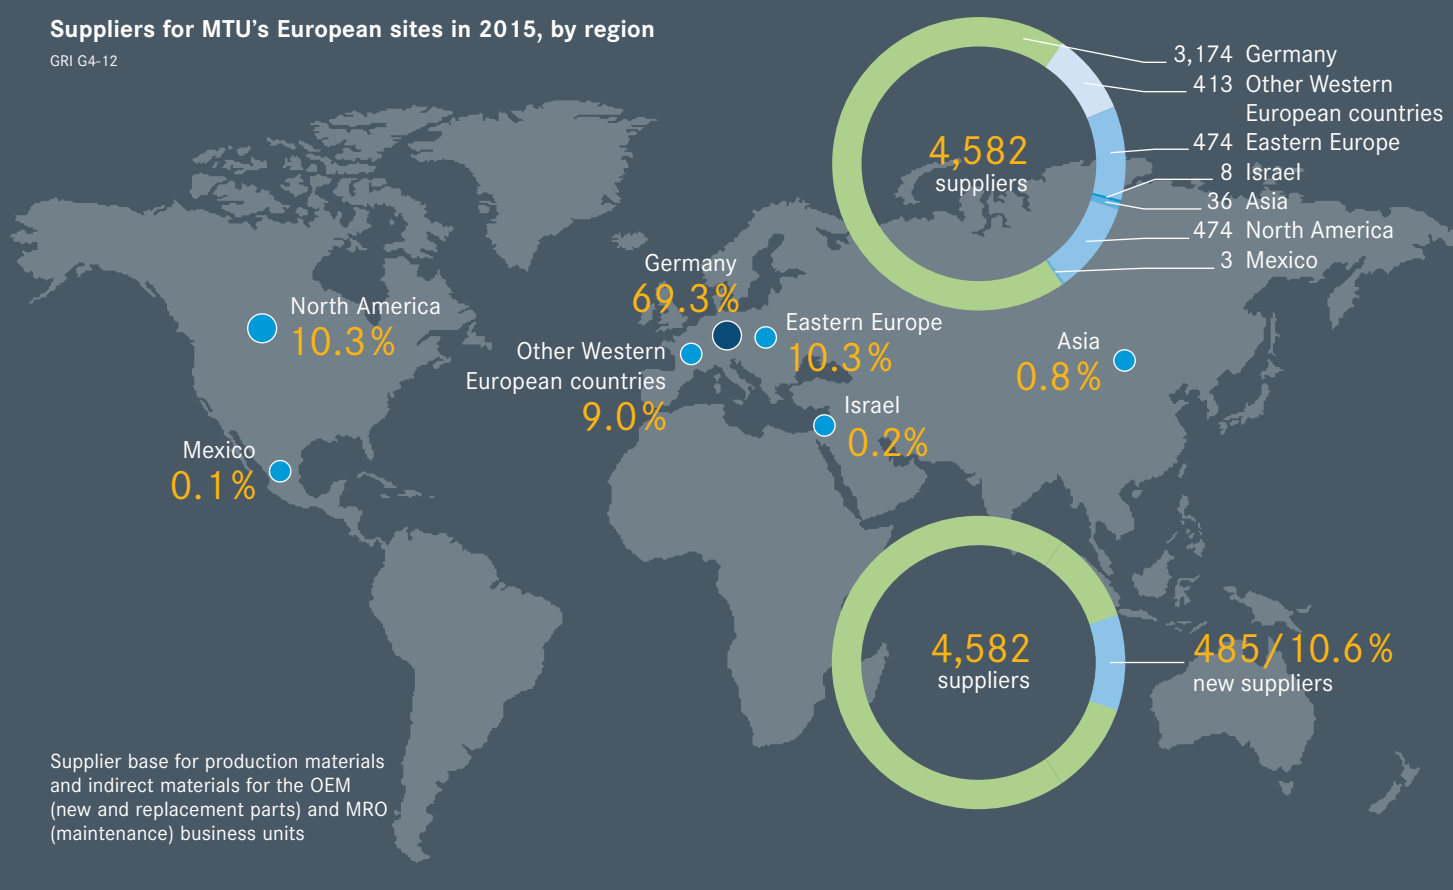 Suppliers for MTU's European sites in 2015, by region
GRI G4-12
4,582
suppliers
3,174 Germany
413 Other Western
European countries
474 Eastern Europe
8 Israel
36 Asia
474 North America
3 Mexico
Germany
69.3%
North America
10.3%
Eastern Europe
10.3%
Other Western
European countries
9.0%
Asia
0.8%
Israel
0.2%
Mexico
0.1%
4,582
suppliers
485/10.6%
new suppliers
Supplier base for production materials
and indirect materials for the OEM
(new and replacement parts) and MRO
(maintenance) business units